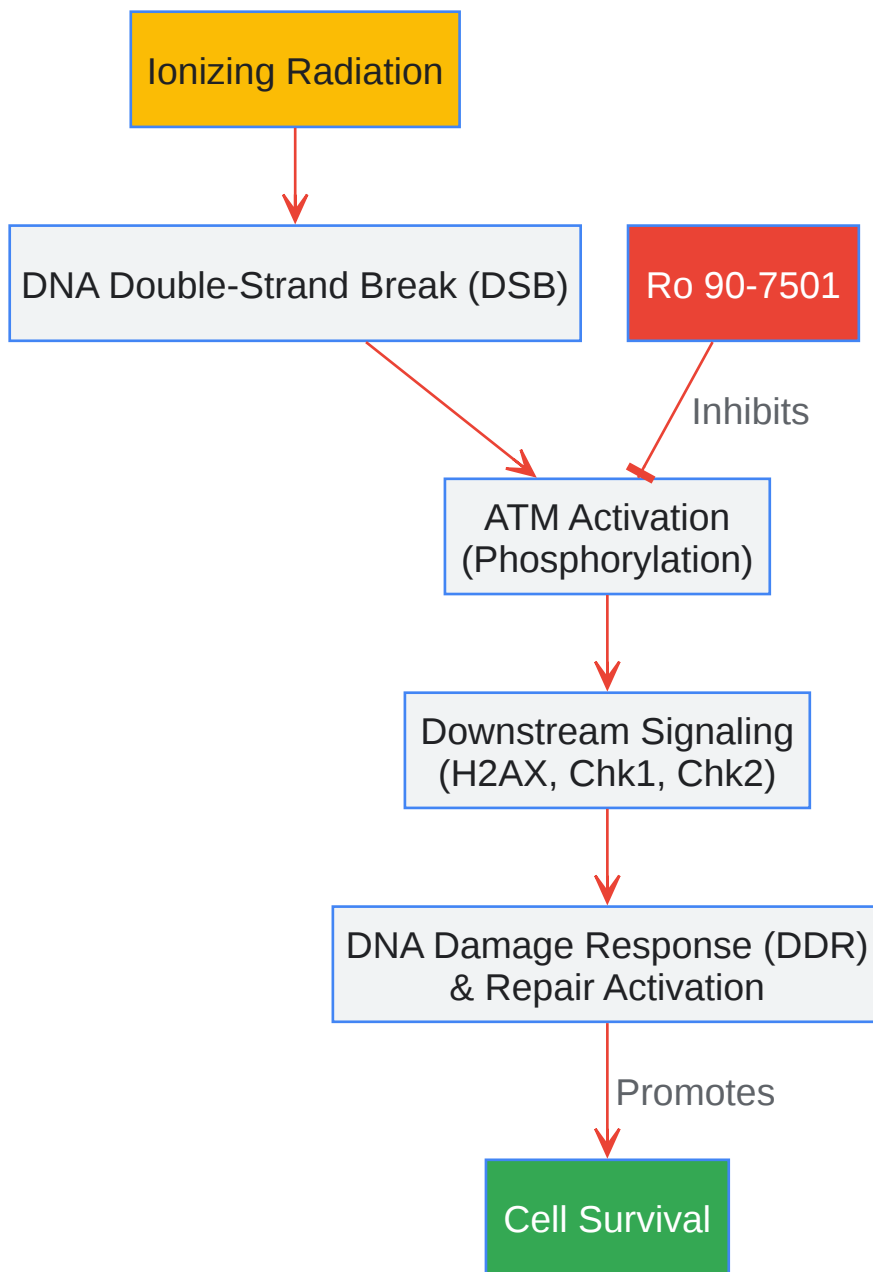 Ionizing Radiation
DNA Double-Strand Break (DSB)
Ro 90-7501
Inhibits
ATM Activation
(Phosphorylation)
Downstream Signaling
(H2AX, Chk1, Chk2)
DNA Damage Response (DDR)
& Repair Activation
Promotes
Cell Survival